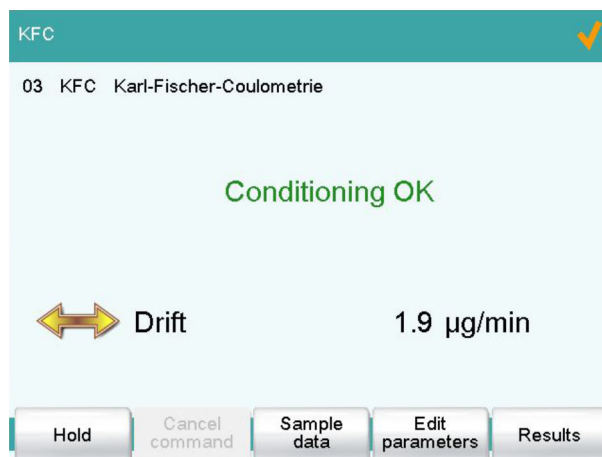 KFC
03 KFC Karl-Fischer-Coulometrie
Conditioning OK
Drift 1.9 µg/min
Hold
Cancel
command
Sample
data
Edit
parameters
Results